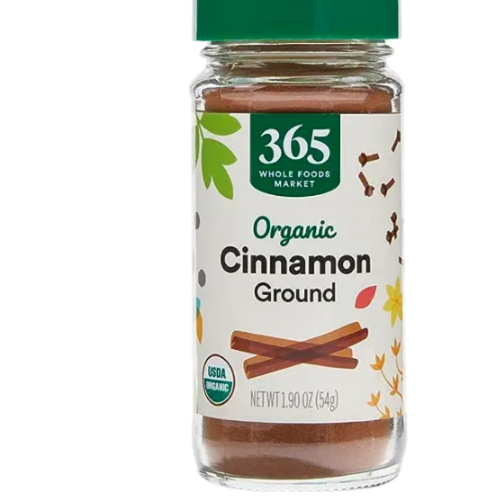 365
WHOLE FOODS
MARKET
Organic
Cinnamon
Ground
USDA
ORGANIC
NET WT 1.90 OZ (54g)